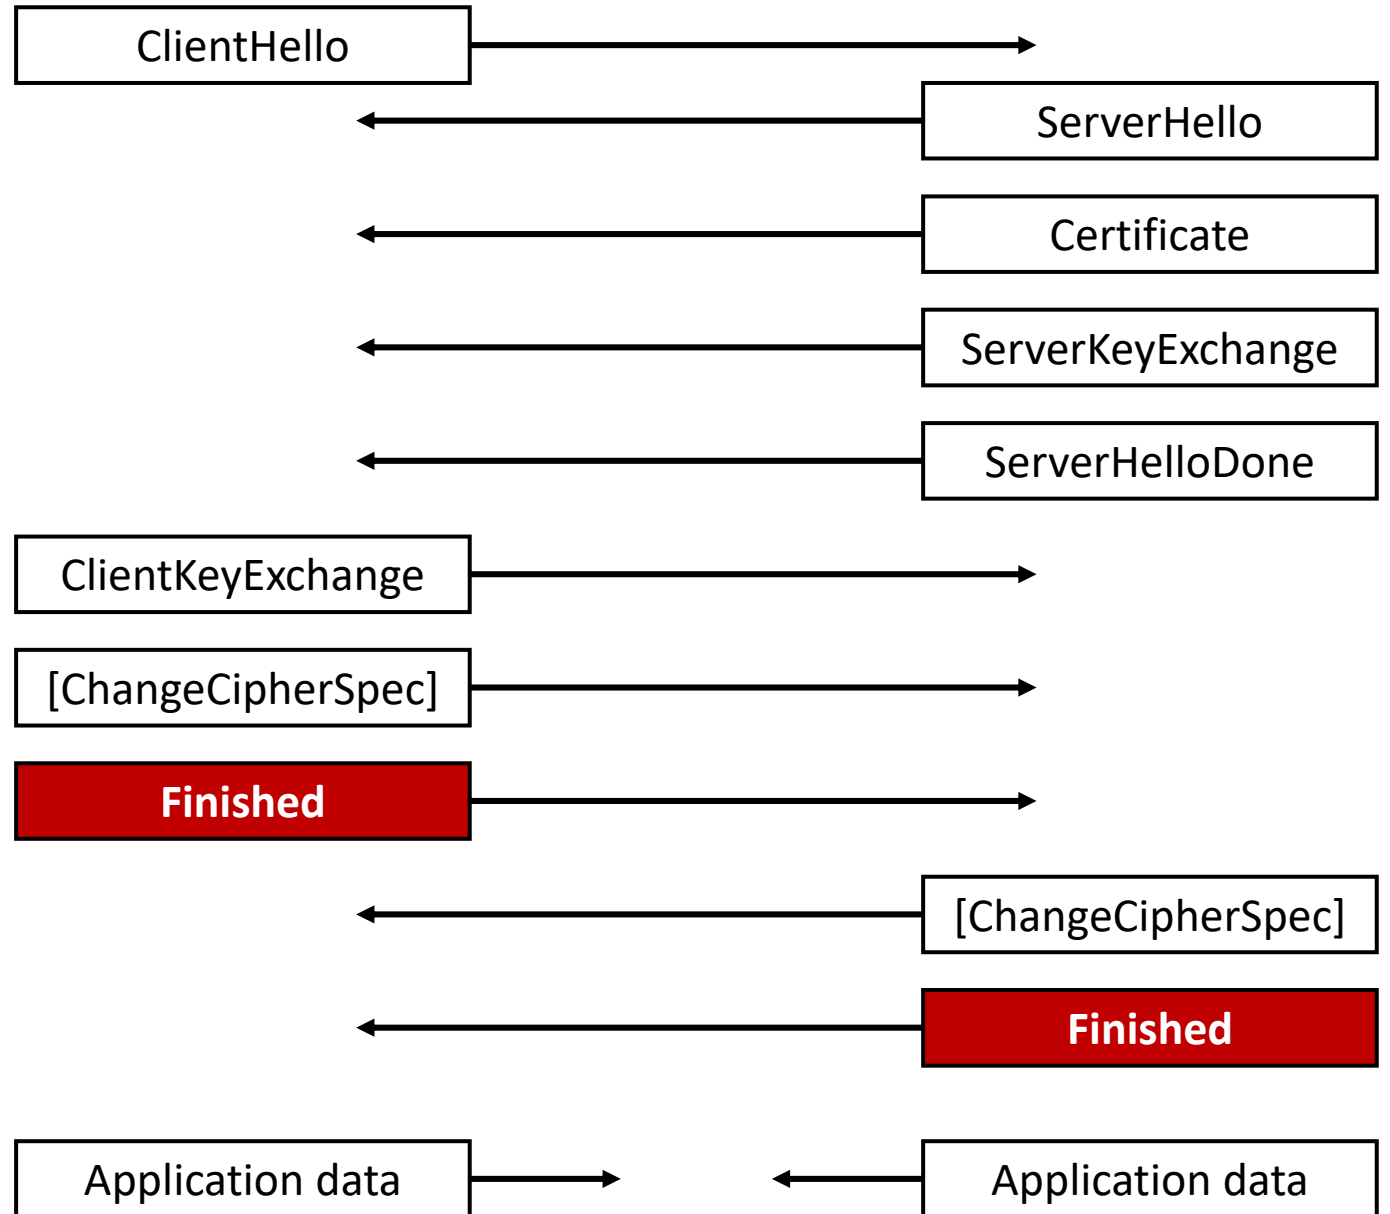 ClientHello
ServerHello
Certificate
ServerKeyExchange
ServerHelloDone
ClientKeyExchange
[ChangeCipherSpec]
Finished
[ChangeCipherSpec]
Finished
Application data
Application data